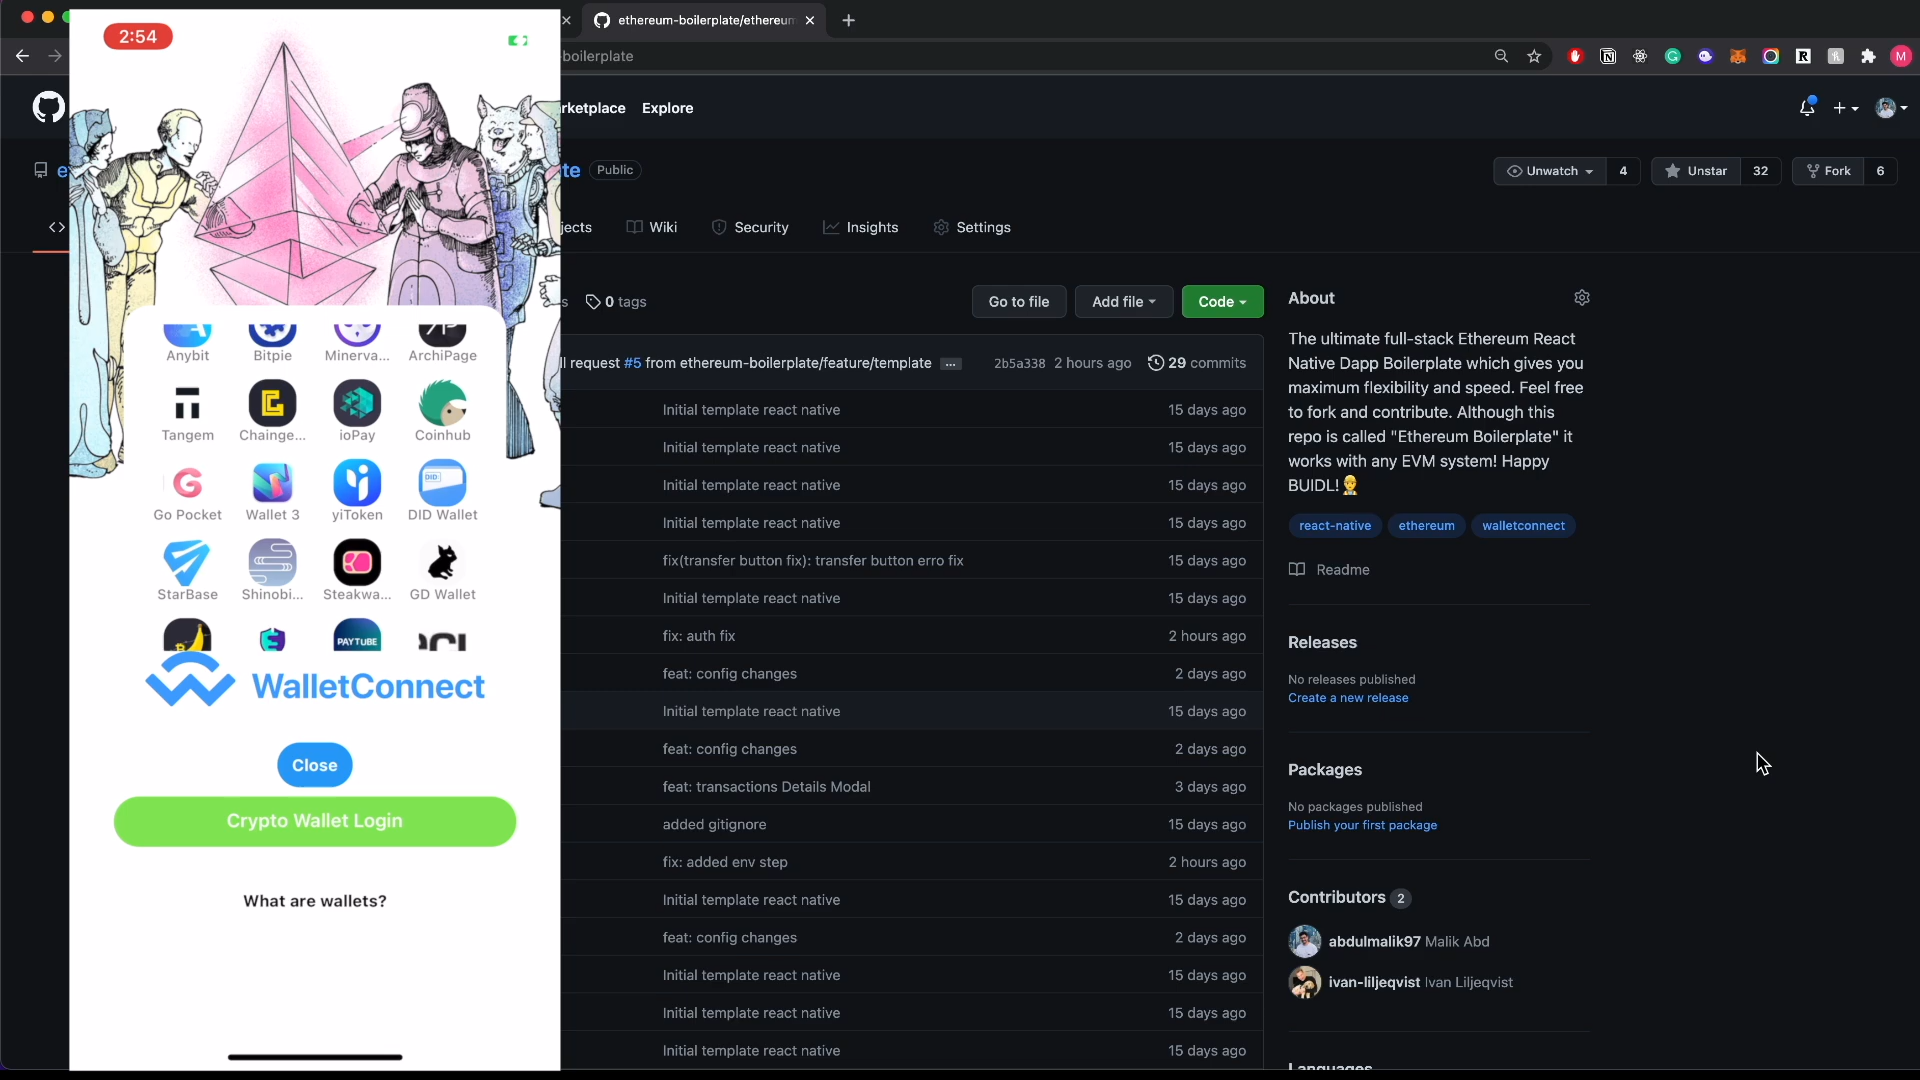 2:54
Anybit
Bitpie
Minerva...
ArchiPage
Tangem
Chainge...
ioPay
Coinhub
Go Pocket
Wallet 3
yiToken
DID
DID Wallet
StarBase
Shinobi...
Steakwa...
GD Wallet
PAYTUBE
WalletConnect
Close
Crypto Wallet Login
What are wallets?
ethereum-boilerplate/ethereum
boilerplate
M
rketplace
Explore
te
Public
Unwatch
4
Unstar
32
Fork
6
jects
Wiki
Security
Insights
Settings
s
0 tags
Go to file
Add file
Code
ll request #5 from ethereum-boilerplate/feature/template
...
2b5a338
2 hours ago
29 commits
Initial template react native
15 days ago
Initial template react native
15 days ago
Initial template react native
15 days ago
Initial template react native
15 days ago
fix(transfer button fix): transfer button erro fix
15 days ago
Initial template react native
15 days ago
fix: auth fix
2 hours ago
feat: config changes
2 days ago
Initial template react native
15 days ago
feat: config changes
2 days ago
feat: transactions Details Modal
3 days ago
added gitignore
15 days ago
fix: added env step
2 hours ago
Initial template react native
15 days ago
feat: config changes
2 days ago
Initial template react native
15 days ago
Initial template react native
15 days ago
Initial template react native
15 days ago
About
The ultimate full-stack Ethereum React
Native Dapp Boilerplate which gives you
maximum flexibility and speed. Feel free
to fork and contribute. Although this
repo is called "Ethereum Boilerplate" it
works with any EVM system! Happy
BUIDL!👷
react-native
ethereum
walletconnect
Readme
Releases
No releases published
Create a new release
Packages
No packages published
Publish your first package
Contributors 2
abdulmalik97 Malik Abd
ivan-liljeqvist Ivan Liljeqvist
Languages